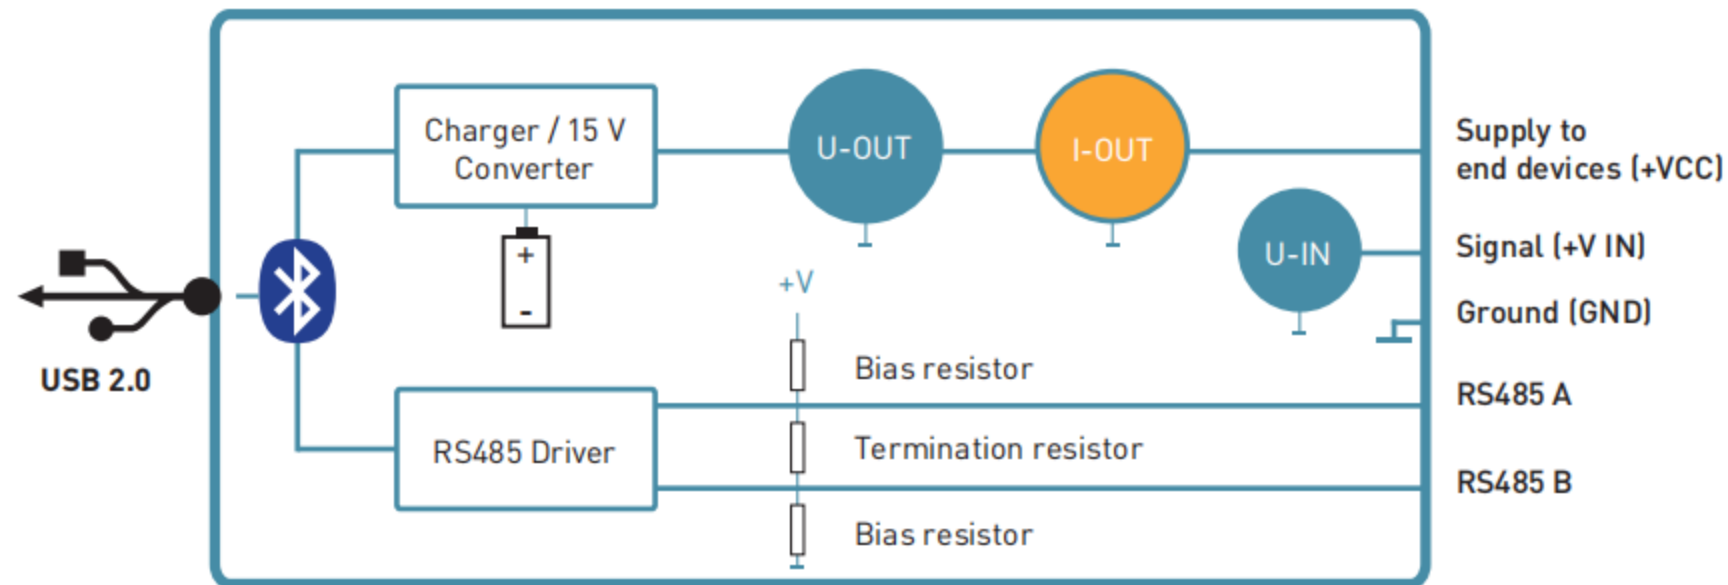 Charger / 15 V
Converter
U-OUT
I-OUT
Supply to
end devices (+VCC)
U-IN
Signal (+V IN)
+
-
+V
Ground (GND)
USB 2.0
Bias resistor
RS485 A
RS485 Driver
Termination resistor
RS485 B
Bias resistor